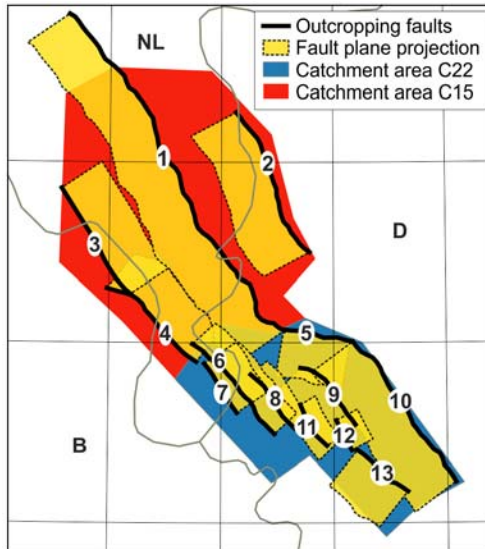 NL
Outcropping faults
Fault plane projection
Catchment area C22
Catchment area C15
1
2
D
3
4
5
6
7
8
9
10
11
12
B
13